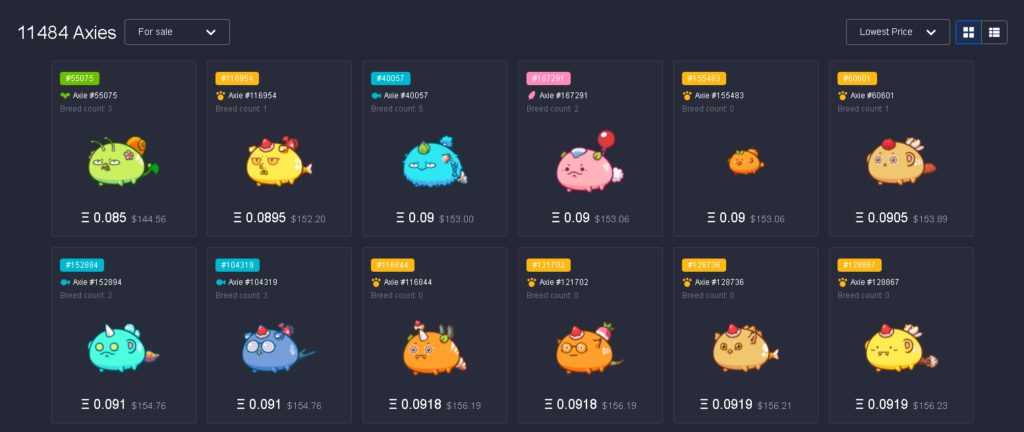 11484 Axies
For sale
Lowest Price
#55075
Axie #55075
Breed count: 3
Ξ 0.085 $144.56
#116954
Axie #116954
Breed count: 1
Ξ 0.0895 $152.20
#40057
Axie #40057
Breed count: 5
Ξ 0.09 $153.00
#167291
Axie #167291
Breed count: 2
Ξ 0.09 $153.06
#155483
Axie #155483
Breed count: 0
Ξ 0.09 $153.06
#60601
Axie #60601
Breed count: 1
Ξ 0.0905 $153.89
#152894
Axie #152894
Breed count: 2
Ξ 0.091 $154.76
#104319
Axie #104319
Breed count: 3
Ξ 0.091 $154.76
#116844
Axie #116844
Breed count: 0
Ξ 0.0918 $156.19
#121702
Axie #121702
Breed count: 0
Ξ 0.0918 $156.19
#128736
Axie #128736
Breed count: 0
Ξ 0.0919 $156.21
#128867
Axie #128867
Breed count: 0
Ξ 0.0919 $156.23